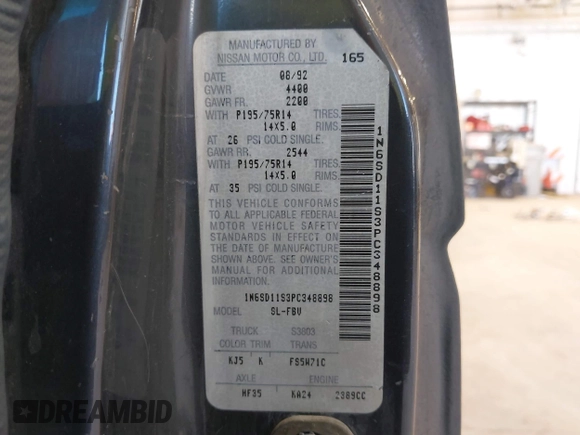 MANUFACTURED BY
NISSAN MOTOR CO., LTD. 165
DATE 08/92
GVWR 4400
GAWR FR. 2200
WITH P195/75R14 TIRES.
14X5.0 RIMS.
AT 26 PSI COLD SINGLE.
GAWR RR. 2544
WITH P195/75R14 TIRES.
14X5.0 RIMS.
AT 35 PSI COLD SINGLE.
THIS VEHICLE CONFORMS
TO ALL APPLICABLE FEDERAL
MOTOR VEHICLE SAFETY
STANDARDS IN EFFECT ON
THE DATE OF MANUFACTURE
SHOWN ABOVE. SEE OWNER'S
MANUAL FOR ADDITIONAL
INFORMATION.
1N6SD11S3PC348898
MODEL SL-FBV
TRUCK S3803
COLOR TRIM TRANS
KJ5 K FS5W71C
AXLE ENGINE
HF35 KA24 2389CC
1N6SD11S3PC348898
DREAMBID